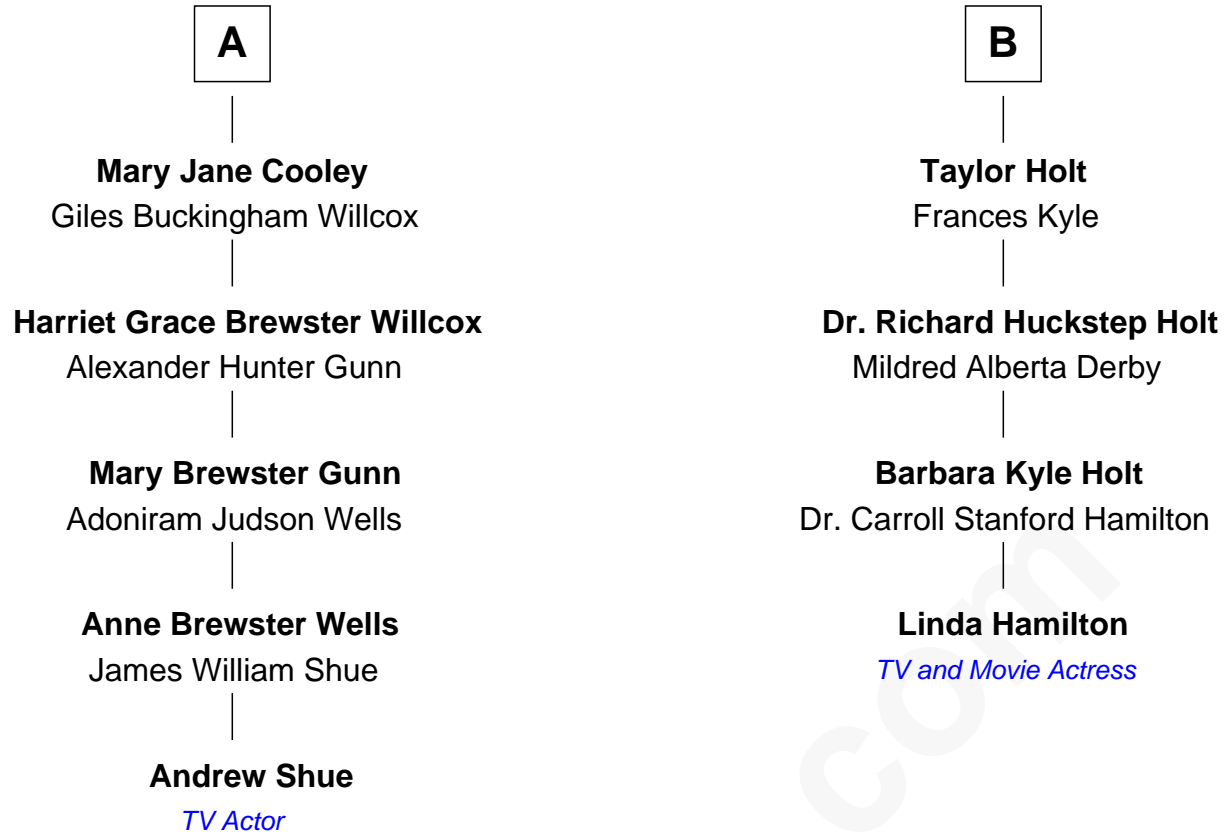 A
Mary Jane Cooley
Giles Buckingham Willcox
Harriet Grace Brewster Willcox
Alexander Hunter Gunn
Mary Brewster Gunn
Adoniram Judson Wells
Anne Brewster Wells
James William Shue
Andrew Shue
TV Actor
B
Taylor Holt
Frances Kyle
Dr. Richard Huckstep Holt
Mildred Alberta Derby
Barbara Kyle Holt
Dr. Carroll Stanford Hamilton
Linda Hamilton
TV and Movie Actress
com